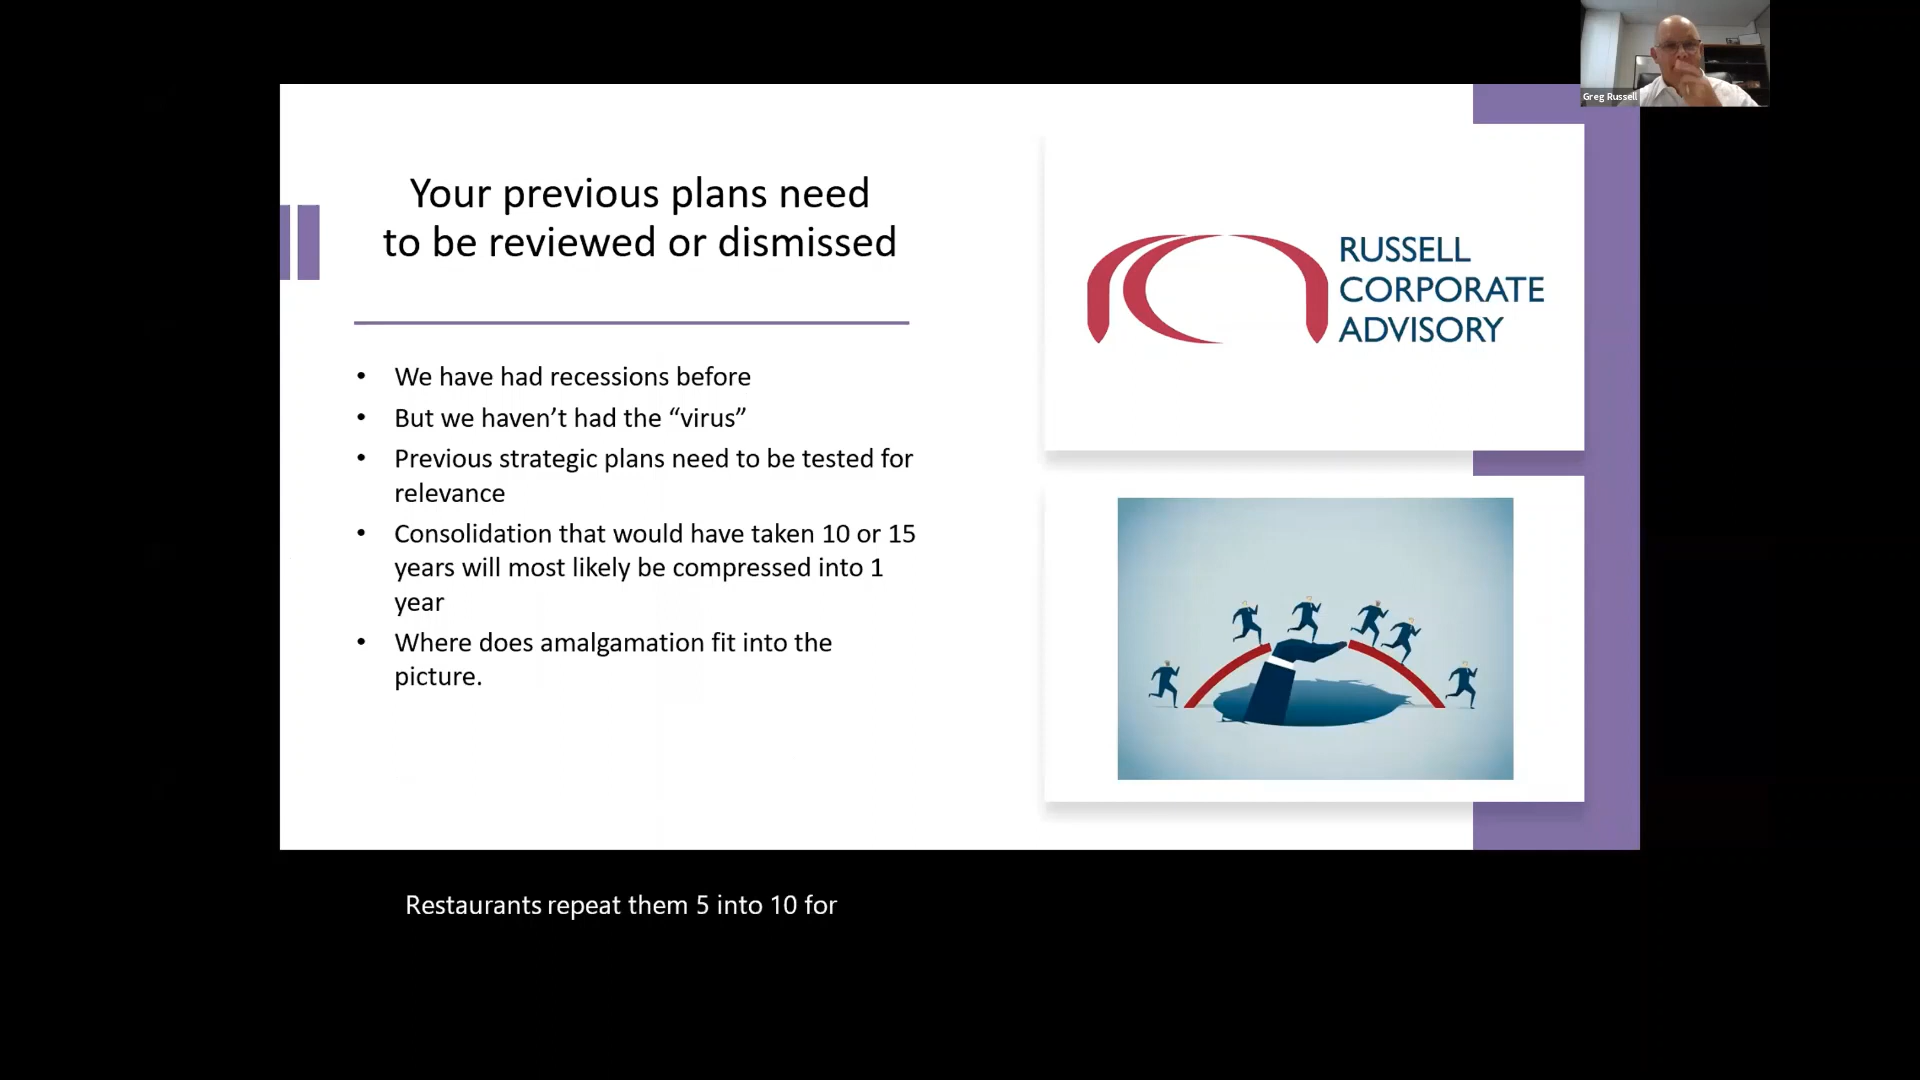 Greg Russell
Your previous plans need
to be reviewed or dismissed
• We have had recessions before
• But we haven’t had the “virus”
• Previous strategic plans need to be tested for
relevance
• Consolidation that would have taken 10 or 15
years will most likely be compressed into 1
year
• Where does amalgamation fit into the
picture.
RUSSELL
CORPORATE
ADVISORY
Restaurants repeat them 5 into 10 for